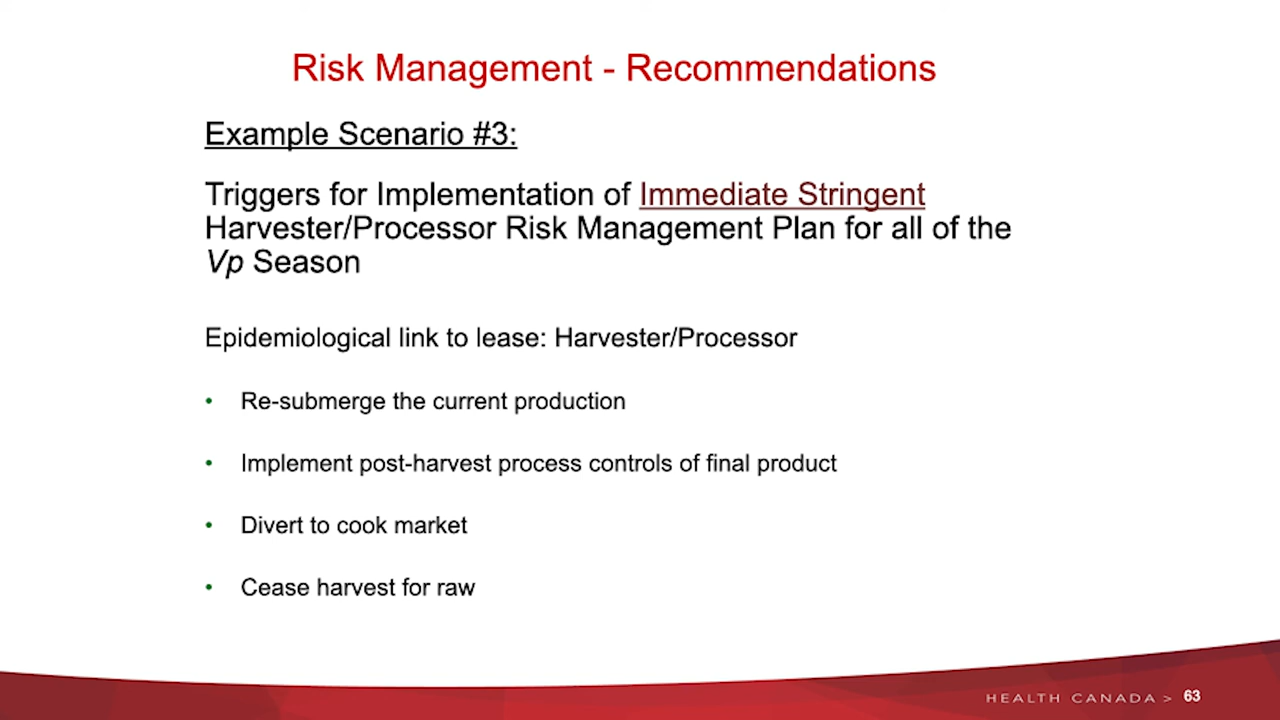 Risk Management - Recommendations
Example Scenario #3:
Triggers for Implementation of Immediate Stringent
Harvester/Processor Risk Management Plan for all of the
Vp Season
Epidemiological link to lease: Harvester/Processor
• Re-submerge the current production
• Implement post-harvest process controls of final product
• Divert to cook market
• Cease harvest for raw
HEALTH CANADA > 63